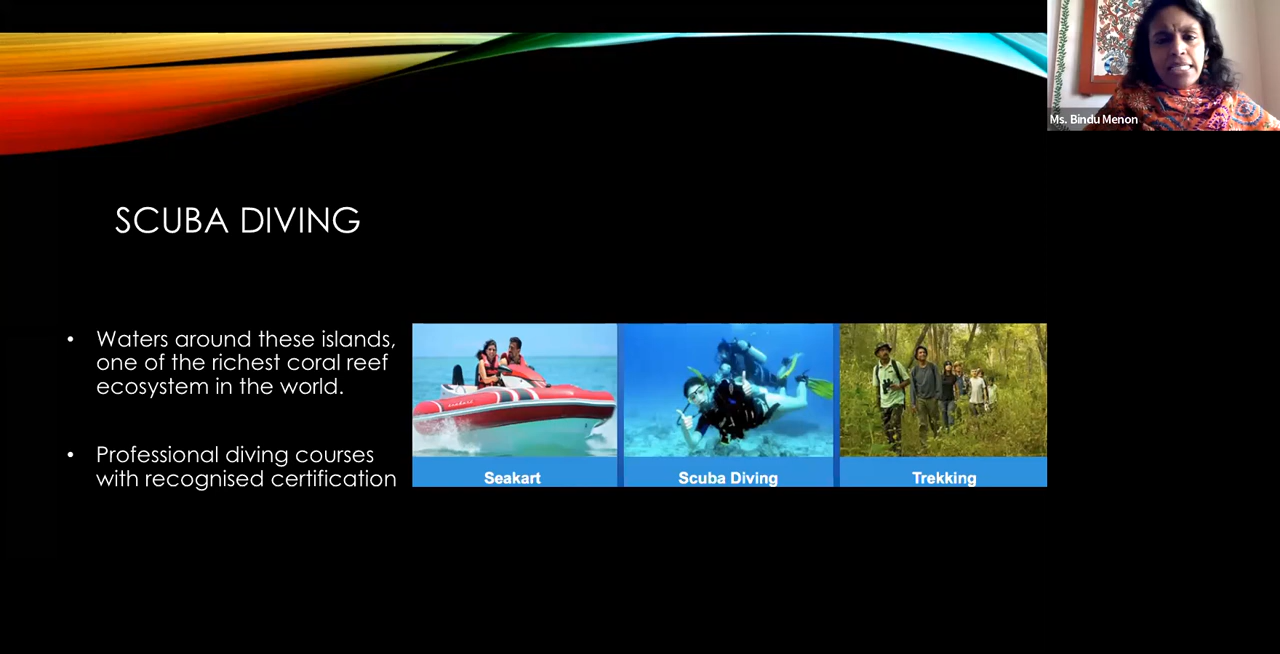 Ms. Bindu Menon
SCUBA DIVING
• Waters around these islands,
one of the richest coral reef
ecosystem in the world.
• Professional diving courses
with recognised certification
Seakart
Scuba Diving
Trekking